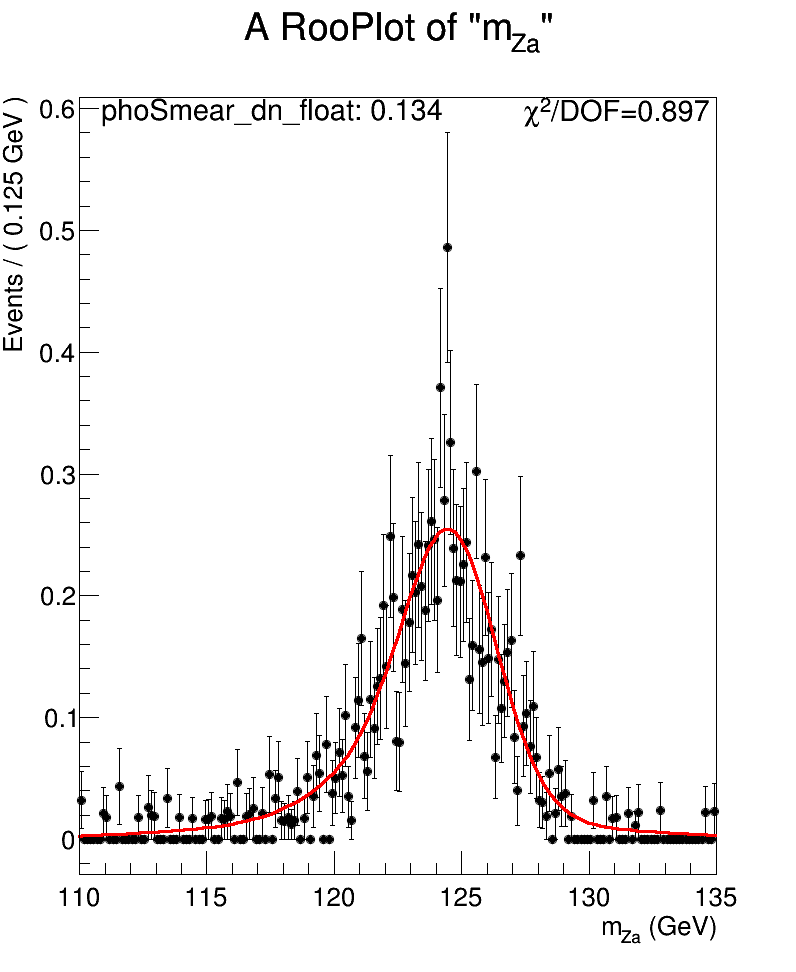 A RooPlot of "m_Za"
phoSmear_dn_float: 0.134
χ²/DOF=0.897
Events / ( 0.125 GeV )
0.6
0.5
0.4
0.3
0.2
0.1
0
110 115 120 125 130 135
m_Za (GeV)